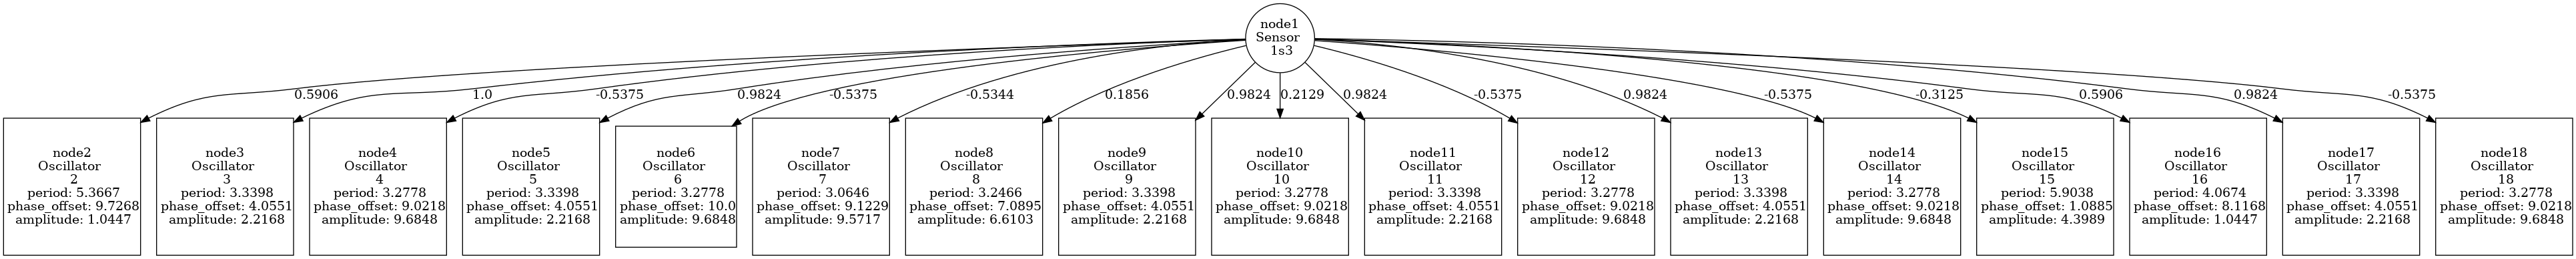 node1
Sensor
1s3
0.5906
1.0
-0.5375
0.9824
-0.5375
-0.5344
0.1856
0.9824
0.2129
0.9824
-0.5375
0.9824
-0.5375
-0.3125
0.5906
0.9824
-0.5375
node2
Oscillator
2
period: 5.3667
phase_offset: 9.7268
amplitude: 1.0447
node3
Oscillator
3
period: 3.3398
phase_offset: 4.0551
amplitude: 2.2168
node4
Oscillator
4
period: 3.2778
phase_offset: 9.0218
amplitude: 9.6848
node5
Oscillator
5
period: 3.3398
phase_offset: 4.0551
amplitude: 2.2168
node6
Oscillator
6
period: 3.2778
phase_offset: 10.0
amplitude: 9.6848
node7
Oscillator
7
period: 3.0646
phase_offset: 9.1229
amplitude: 9.5717
node8
Oscillator
8
period: 3.2466
phase_offset: 7.0895
amplitude: 6.6103
node9
Oscillator
9
period: 3.3398
phase_offset: 4.0551
amplitude: 2.2168
node10
Oscillator
10
period: 3.2778
phase_offset: 9.0218
amplitude: 9.6848
node11
Oscillator
11
period: 3.3398
phase_offset: 4.0551
amplitude: 2.2168
node12
Oscillator
12
period: 3.2778
phase_offset: 9.0218
amplitude: 9.6848
node13
Oscillator
13
period: 3.3398
phase_offset: 4.0551
amplitude: 2.2168
node14
Oscillator
14
period: 3.2778
phase_offset: 9.0218
amplitude: 9.6848
node15
Oscillator
15
period: 5.9038
phase_offset: 1.0885
amplitude: 4.3989
node16
Oscillator
16
period: 4.0674
phase_offset: 8.1168
amplitude: 1.0447
node17
Oscillator
17
period: 3.3398
phase_offset: 4.0551
amplitude: 2.2168
node18
Oscillator
18
period: 3.2778
phase_offset: 9.0218
amplitude: 9.6848